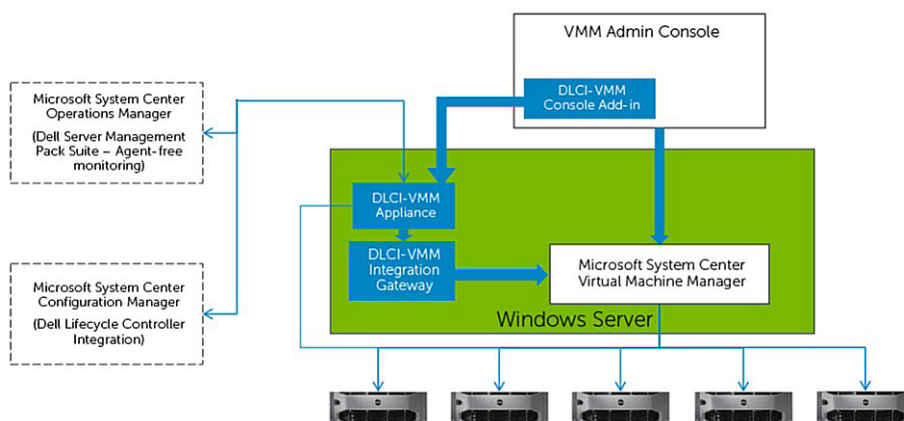 VMM Admin Console
DLCI-VMM
Console Add-in
Microsoft System Center
Operations Manager
(Dell Server Management
Pack Suite – Agent-free
monitoring)
DLCI-VMM
Appliance
DLCI-VMM
Integration
Gateway
Microsoft System Center
Virtual Machine Manager
Windows Server
Microsoft System Center
Configuration Manager
(Dell Lifecycle Controller
Integration)